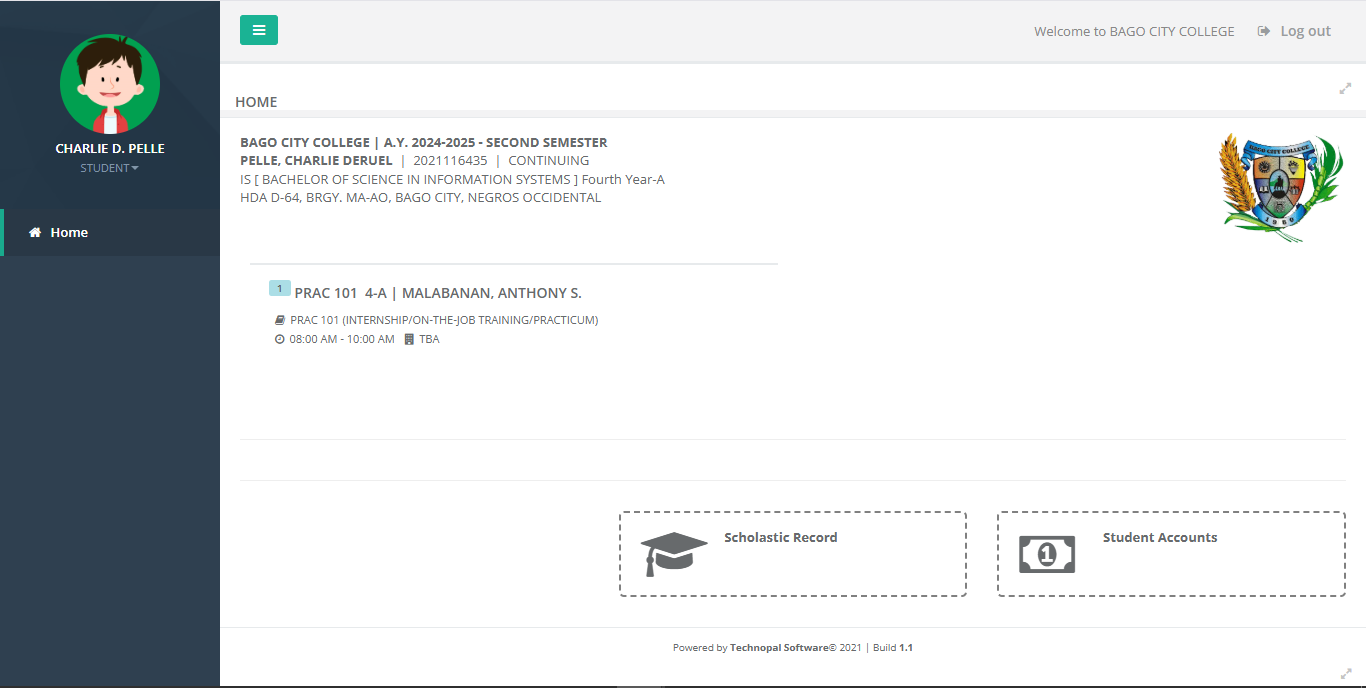 Welcome to BAGO CITY COLLEGE Log out
CHARLIE D. PELLE
STUDENT
Home
HOME
BAGO CITY COLLEGE | A.Y. 2024-2025 - SECOND SEMESTER
PELLE, CHARLIE DERUEL | 2021116435 | CONTINUING
IS [ BACHELOR OF SCIENCE IN INFORMATION SYSTEMS ] Fourth Year-A
HDA D-64, BRGY. MA-AO, BAGO CITY, NEGROS OCCIDENTAL
BAGO CITY COLLEGE
1980
1 PRAC 101 4-A | MALABANAN, ANTHONY S.
PRAC 101 (INTERNSHIP/ON-THE-JOB TRAINING/PRACTICUM)
08:00 AM - 10:00 AM TBA
Scholastic Record
1 Student Accounts
Powered by Technopal Software© 2021 | Build 1.1